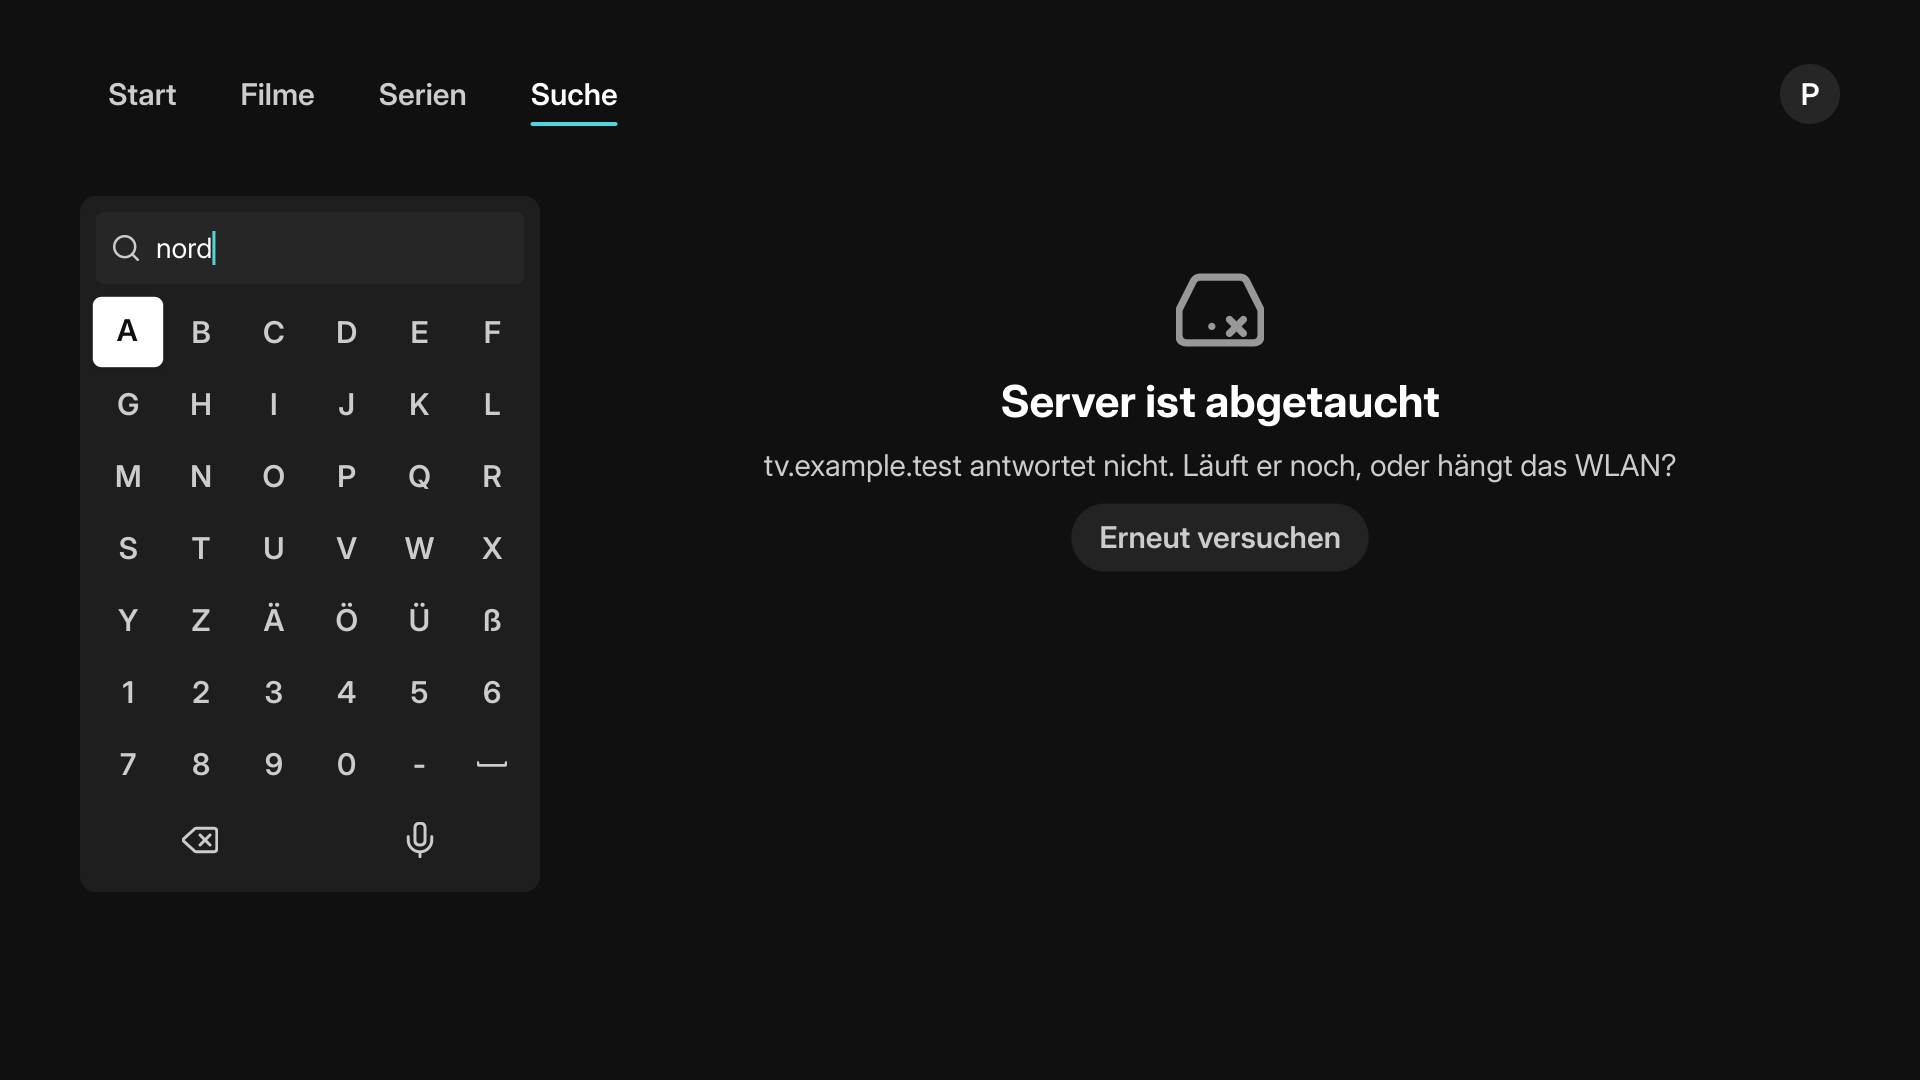 Start Filme Serien Suche P
nord
A B C D E F
G H I J K L
M N O P Q R
S T U V W X
Y Z Ä Ö Ü ß
1 2 3 4 5 6
7 8 9 0 -
Server ist abgetaucht
tv.example.test antwortet nicht. Läuft er noch, oder hängt das WLAN?
Erneut versuchen